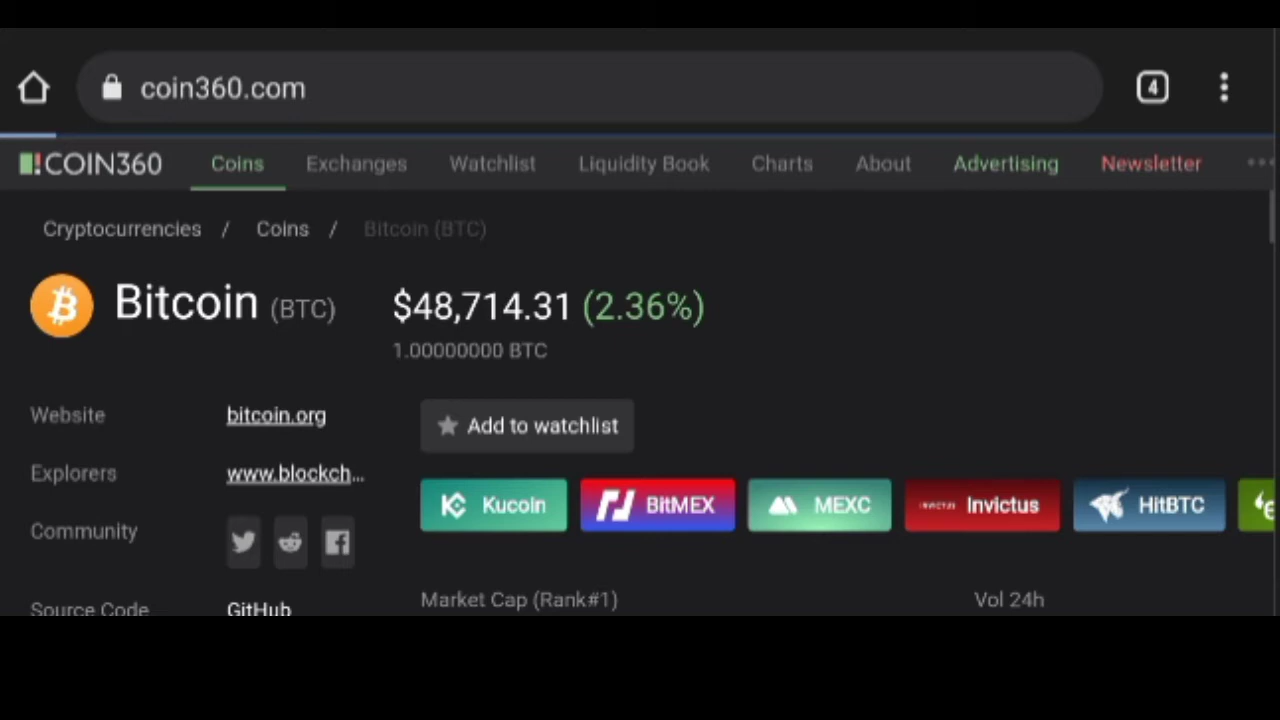 4
coin360.com
COIN360 Coins Exchanges Watchlist Liquidity Book Charts About Advertising Newsletter
Cryptocurrencies / Coins / Bitcoin (BTC)
Bitcoin (BTC) $48,714.31 (2.36%)
1.00000000 BTC
Website bitcoin.org
Add to watchlist
Explorers www.blockch...
Kucoin BitMEX MEXC Invictus HitBTC
Community
Source Code GitHub
Market Cap (Rank#1) Vol 24h